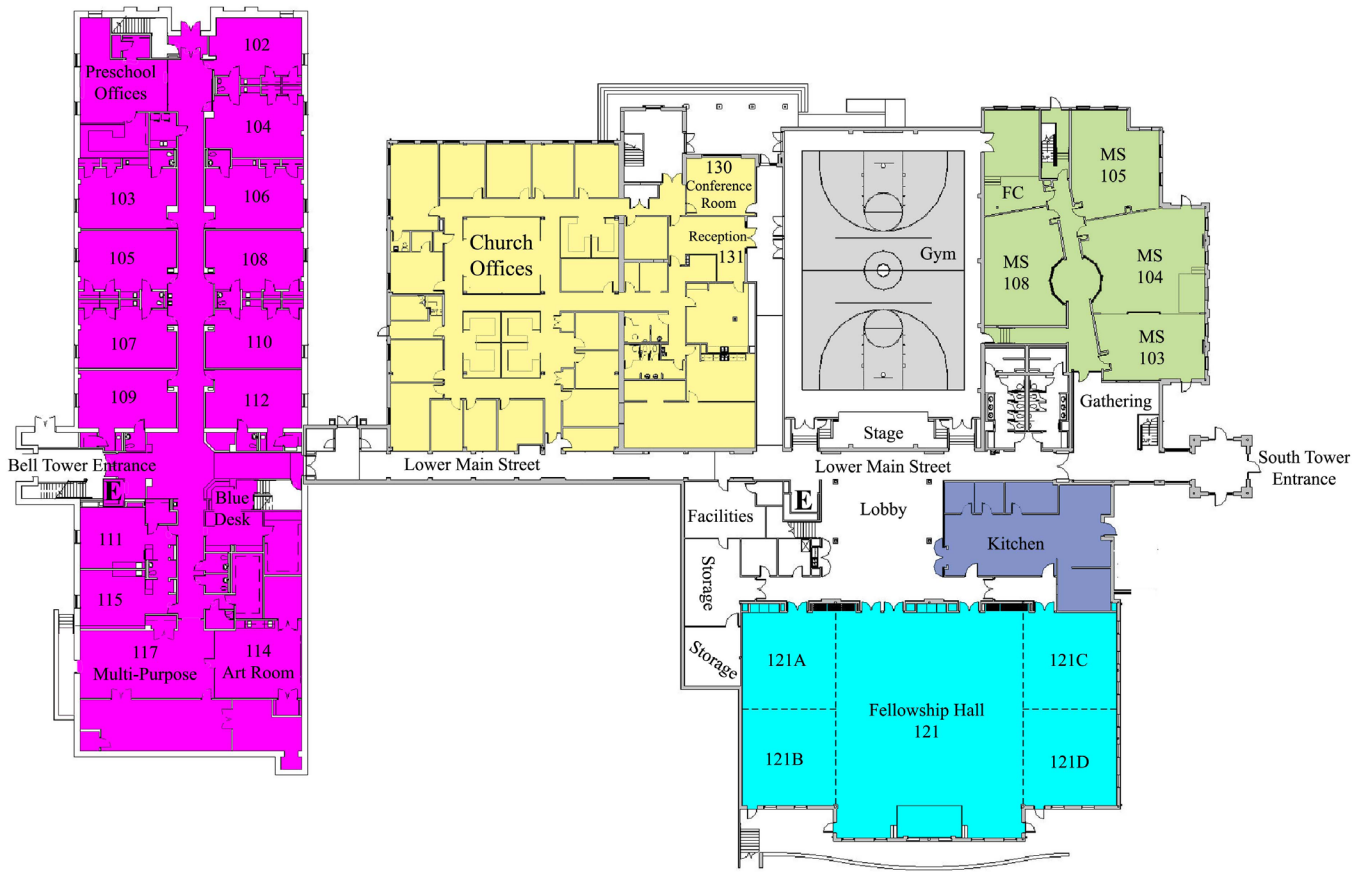 102
Preschool
Offices
104
103
106
105
108
107
110
109
112
Bell Tower Entrance
E
Blue
Desk
111
115
117
Multi-Purpose
114
Art Room
Church
Offices
130
Conference
Room
Reception
131
Lower Main Street
Gym
Stage
Lower Main Street
FC
MS
105
MS
104
MS
108
MS
103
Gathering
South Tower
Entrance
E
Facilities
Lobby
Kitchen
Storage
Storage
121A
121C
Fellowship Hall
121
121B
121D